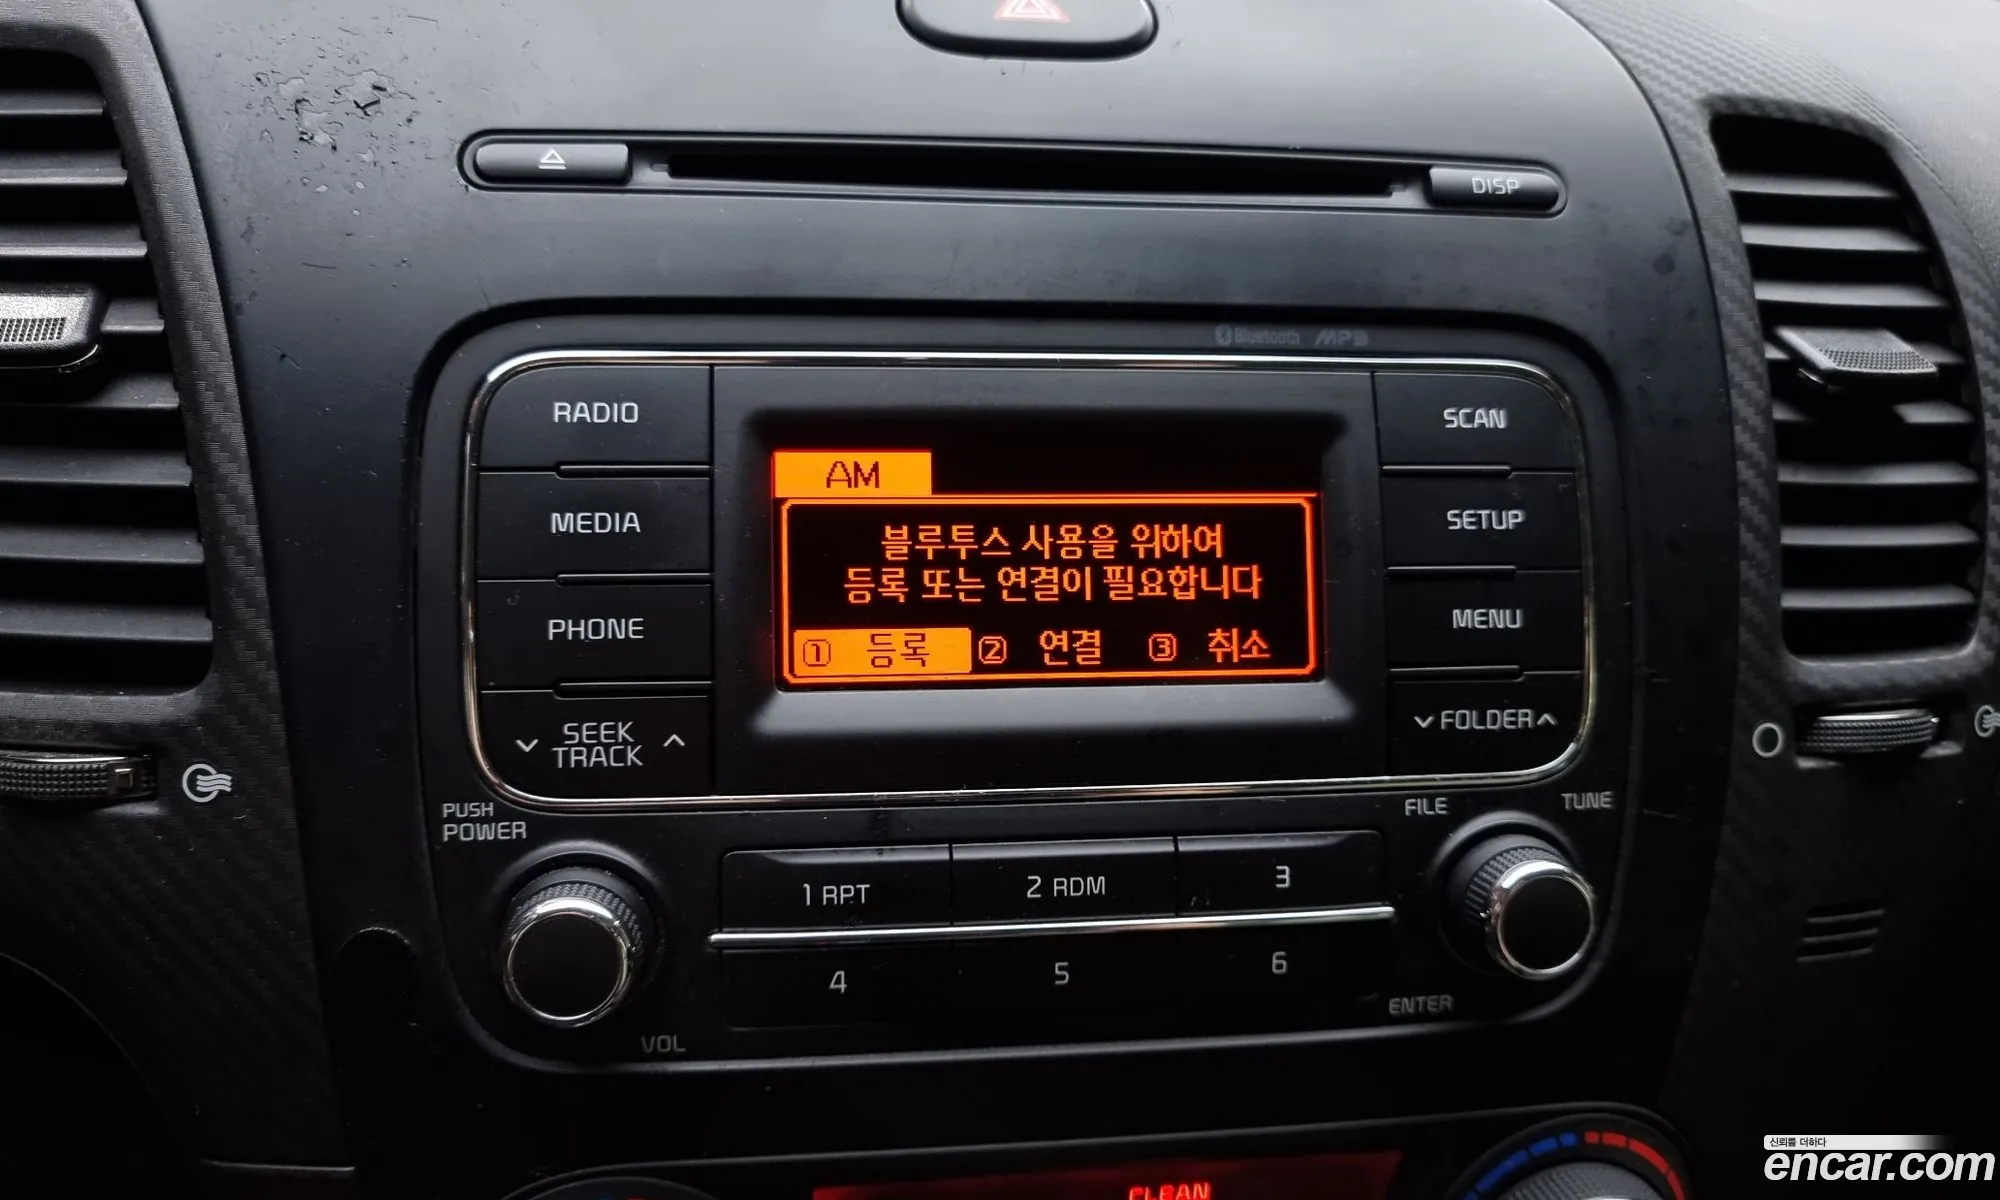 DISP
Bluetooth MP3
RADIO
MEDIA
PHONE
SEEK
TRACK
AM
블루투스 사용을 위하여
등록 또는 연결이 필요합니다
① 등록 ② 연결 ③ 취소
SCAN
SETUP
MENU
FOLDER
PUSH
POWER
VOL
1 RPT
2 RDM
3
4
5
6
FILE
TUNE
ENTER
CLEAN
신뢰를 더하다
encar.com